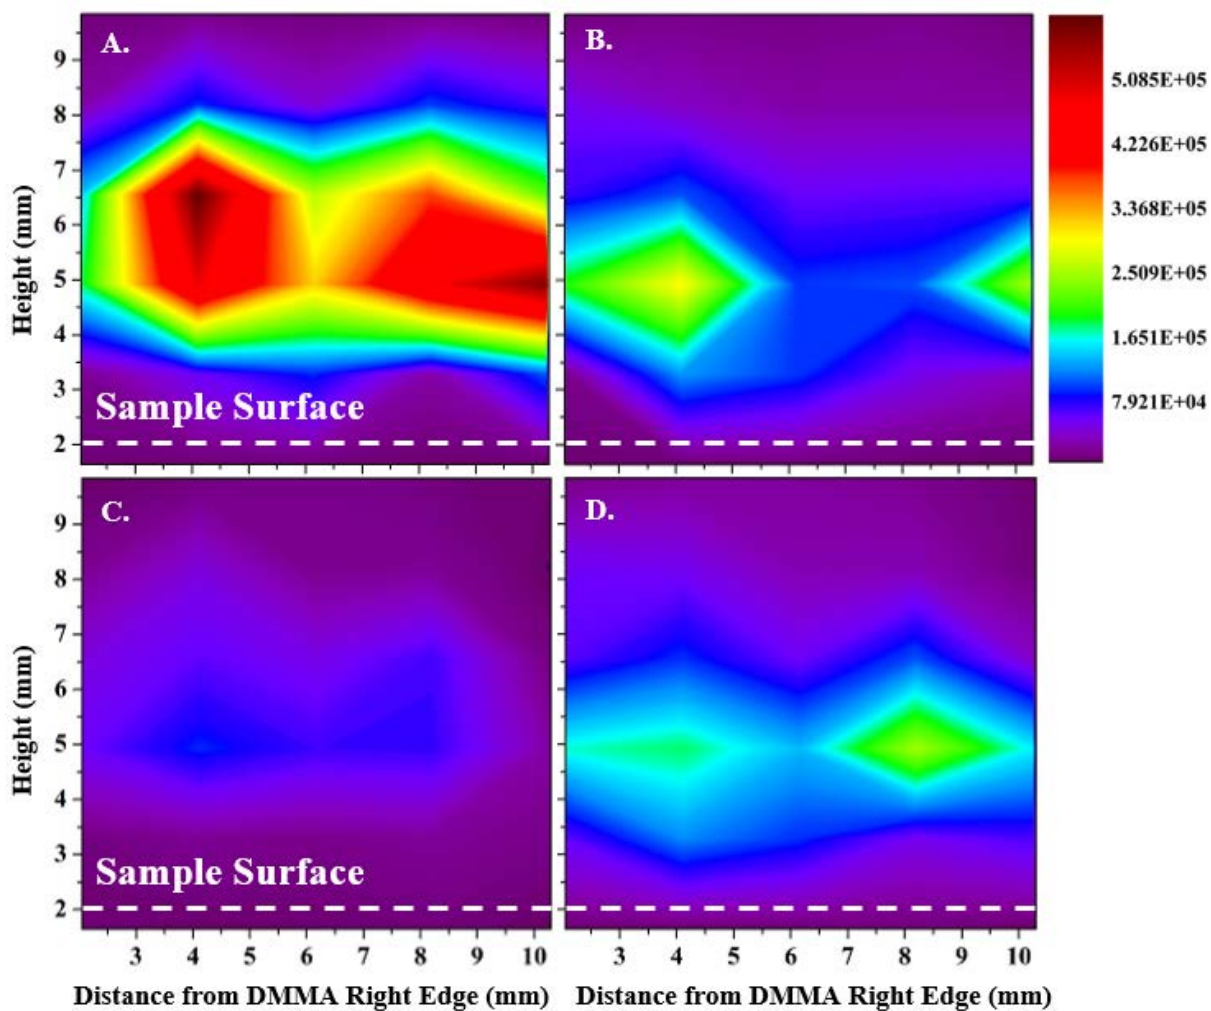 A.
B.
9
8
7
6
5
4
3
2
Height (mm)
Sample Surface
5.085E+05
4.226E+05
3.368E+05
2.509E+05
1.651E+05
7.921E+04
C.
D.
9
8
7
6
5
4
3
2
Height (mm)
Sample Surface
3 4 5 6 7 8 9 10
3 4 5 6 7 8 9 10
Distance from DMMA Right Edge (mm)
Distance from DMMA Right Edge (mm)